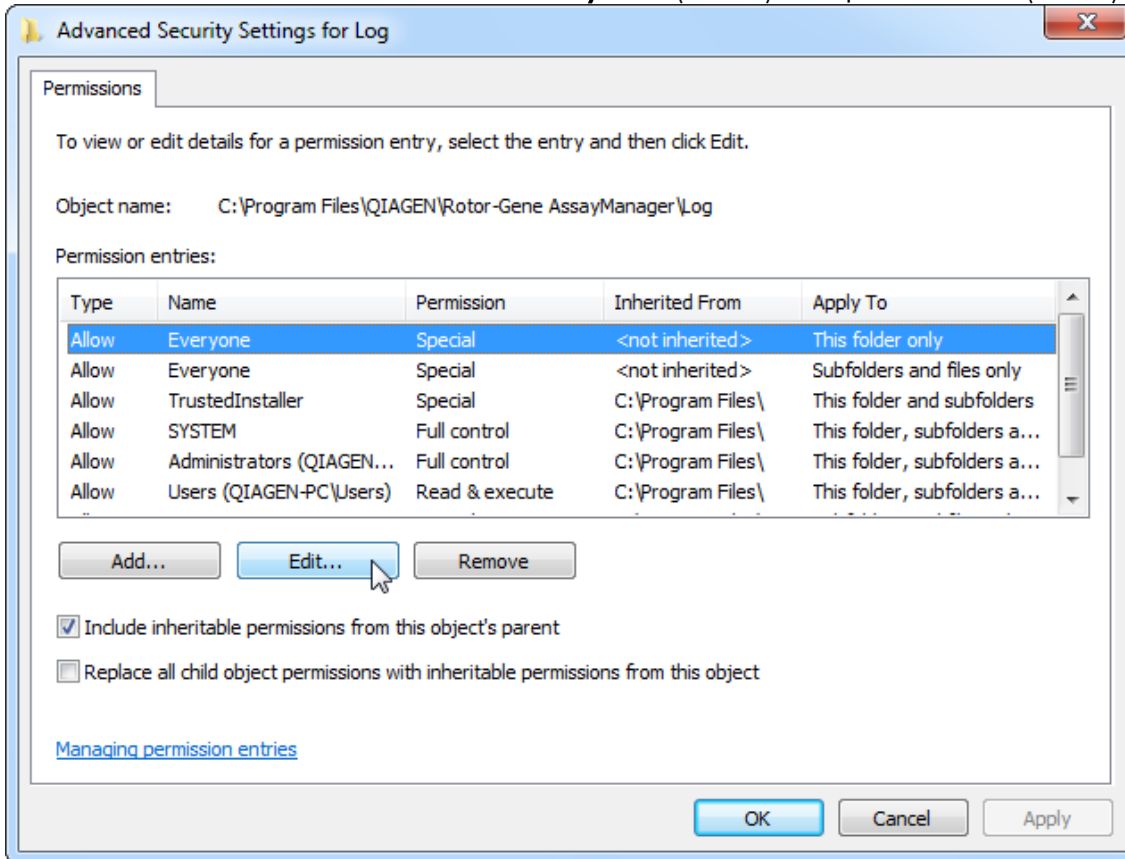 Advanced Security Settings for Log
Permissions
To view or edit details for a permission entry, select the entry and then click Edit.
Object name: C:\Program Files\QIAGEN\Rotor-Gene AssayManager\Log
Permission entries:
Type Name Permission Inherited From Apply To
Allow Everyone Special <not inherited> This folder only
Allow Everyone Special <not inherited> Subfolders and files only
Allow TrustedInstaller Special C:\Program Files\ This folder and subfolders
Allow SYSTEM Full control C:\Program Files\ This folder, subfolders a...
Allow Administrators (QIAGEN... Full control C:\Program Files\ This folder, subfolders a...
Allow Users (QIAGEN-PC\Users) Read & execute C:\Program Files\ This folder, subfolders a...
Add... Edit... Remove
Include inheritable permissions from this object's parent
Replace all child object permissions with inheritable permissions from this object
Managing permission entries
OK Cancel Apply